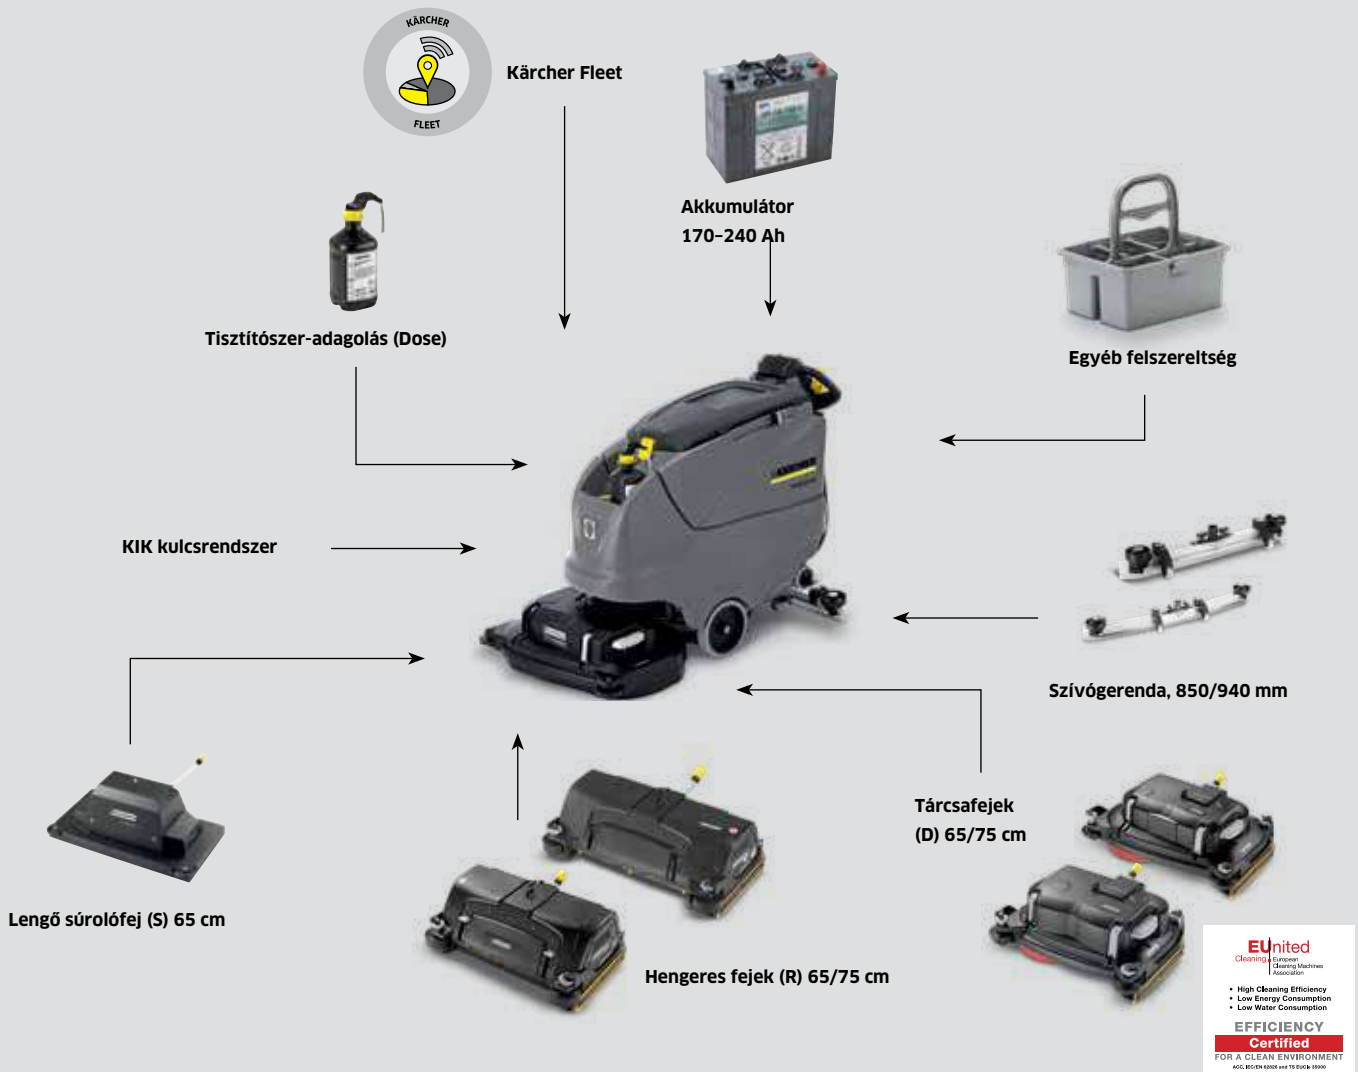 KÄRCHER
FLEET
Kärcher Fleet
Akkumulátor
170–240 Ah
Tisztítószer-adagolás (Dose)
Egyéb felszereltség
KIK kulcsrendszer
KÄRCHER
Szívógerenda, 850/940 mm
Tárcsafejek
(D) 65/75 cm
Lengő súrolófej (S) 65 cm
Hengeres fejek (R) 65/75 cm
EUnited
Cleaning
European
Cleaning Machines
Association
• High Cleaning Efficiency
• Low Energy Consumption
• Low Water Consumption
EFFICIENCY
Certified
FOR A CLEAN ENVIRONMENT